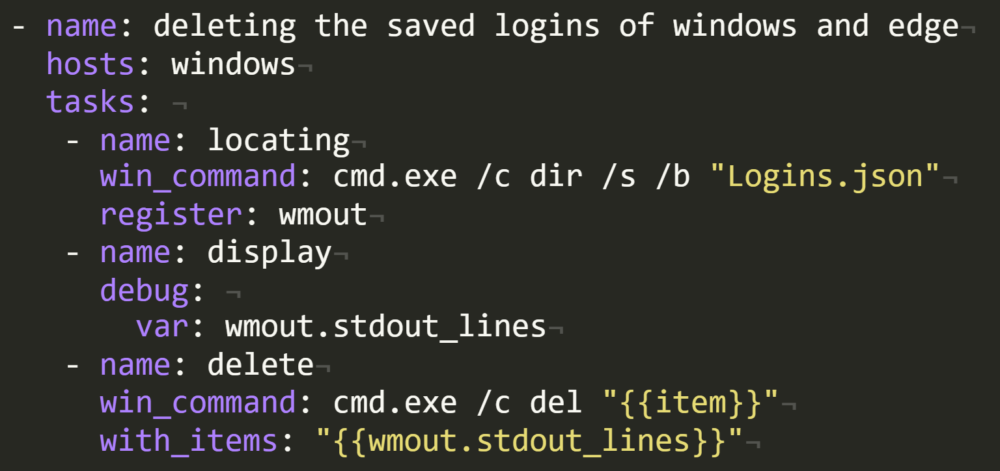 - name: deleting the saved logins of windows and edge¬
  hosts: windows¬
  tasks: ¬
   - name: locating¬
     win_command: cmd.exe /c dir /s /b "Logins.json"¬
     register: wmout¬
   - name: display¬
     debug: ¬
       var: wmout.stdout_lines¬
   - name: delete¬
     win_command: cmd.exe /c del "{{item}}"¬
     with_items: "{{wmout.stdout_lines}}"¬